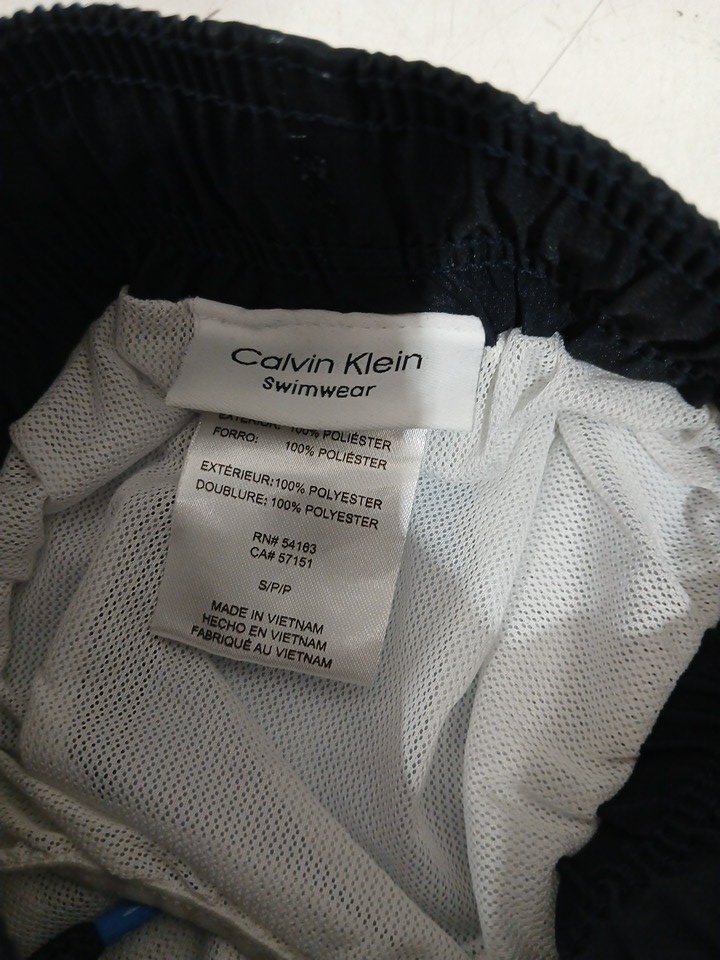 Calvin Klein
Swimwear
EXTERIOR: 100% POLIÉSTER
FORRO: 100% POLIÉSTER
EXTÉRIEUR:100% POLYESTER
DOUBLURE:100% POLYESTER
RN# 54163
CA# 57151
S/P/P
MADE IN VIETNAM
HECHO EN VIETNAM
FABRIQUÉ AU VIETNAM